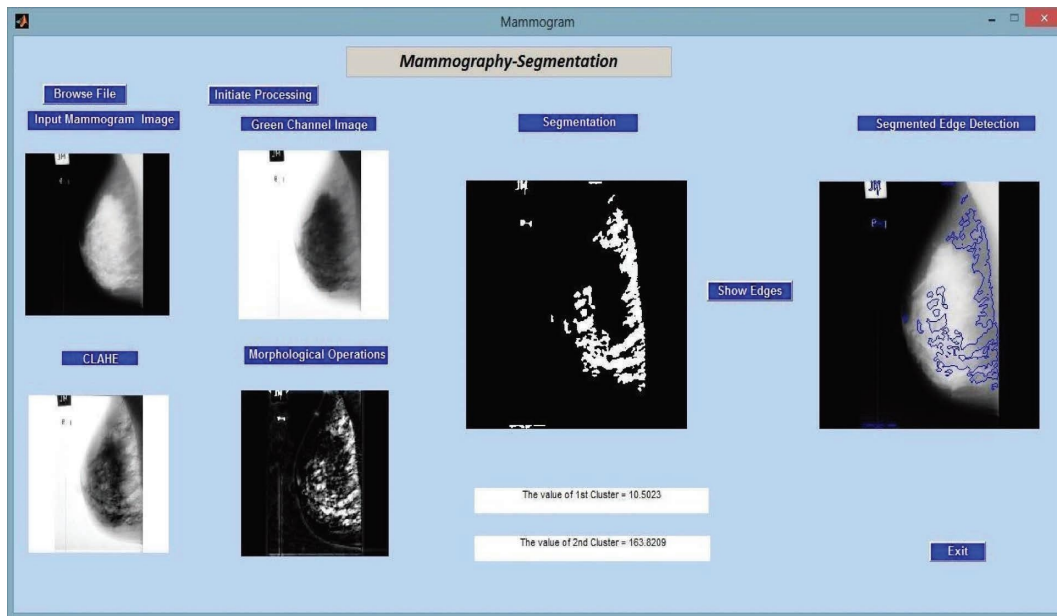 Mammogram
Mammography-Segmentation
Browse File
Initiate Processing
Input Mammogram Image
Green Channel Image
Segmentation
Segmented Edge Detection
Show Edges
CLAHE
Morphological Operations
The value of 1st Cluster = 10.5023
The value of 2nd Cluster = 163.8209
Exit